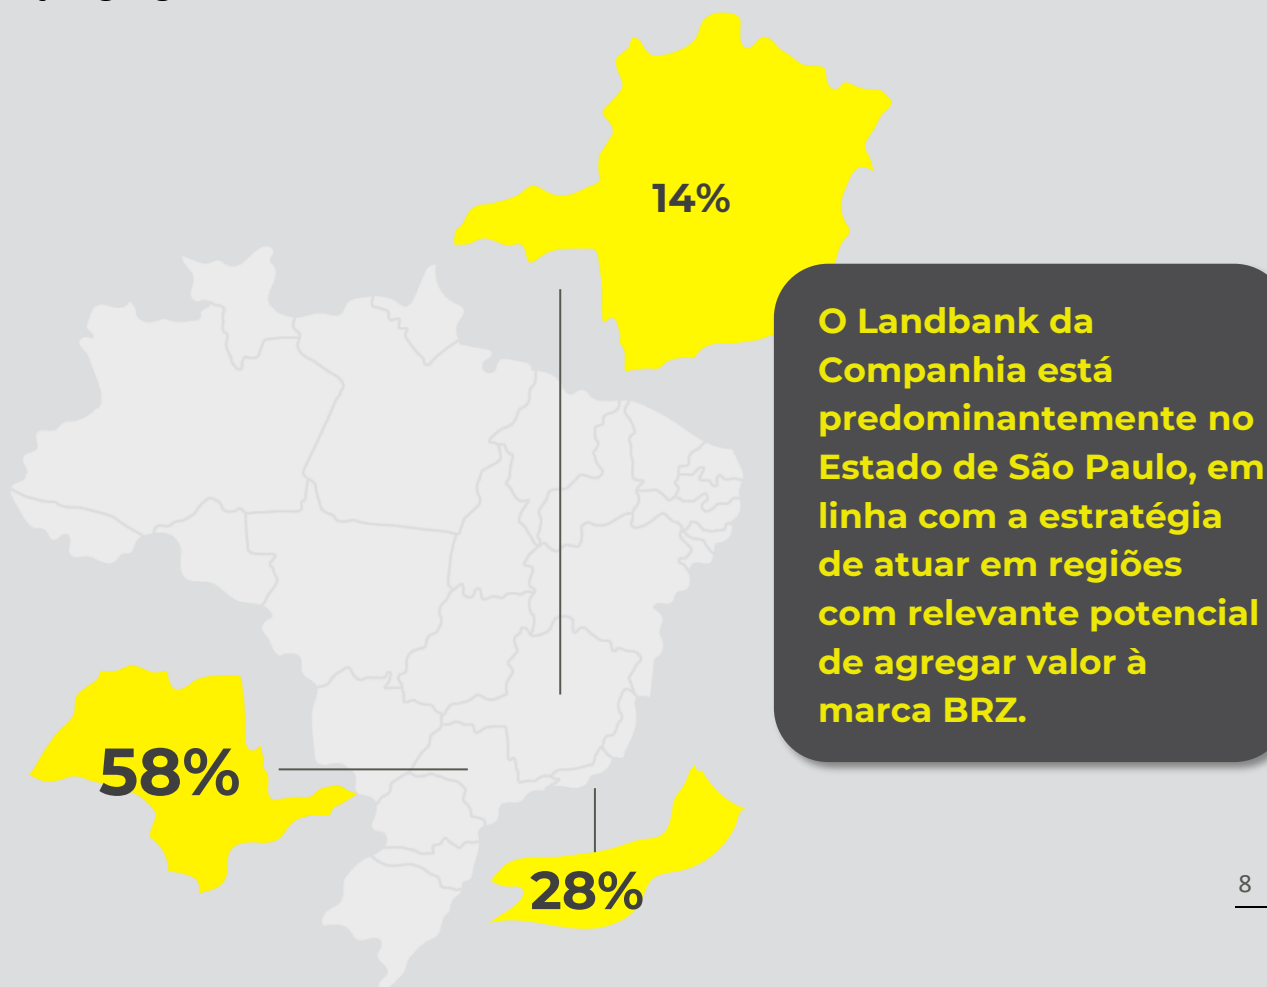 14%
O Landbank da
Companhia está
predominantemente no
Estado de São Paulo, em
linha com a estratégia
de atuar em regiões
com relevante potencial
de agregar valor à
marca BRZ.
58%
28%
8